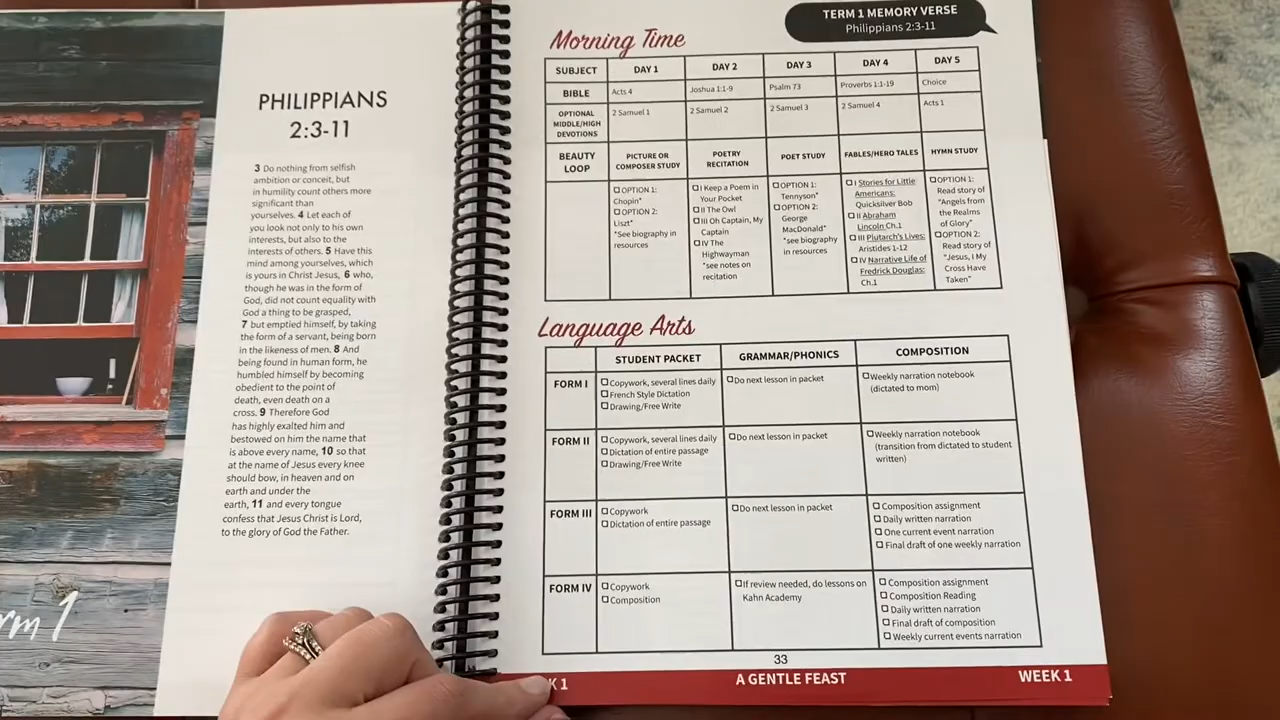 PHILIPPIANS
2:3-11
3 Do nothing from selfish
ambition or conceit, but
in humility count others more
significant than
yourselves. 4 Let each of
you look not only to his own
interests, but also to the
interests of others. 5 Have this
mind among yourselves, which
is yours in Christ Jesus, 6 who,
though he was in the form of
God, did not count equality with
God a thing to be grasped,
7 but emptied himself, by taking
the form of a servant, being born
in the likeness of men. 8 And
being found in human form, he
humbled himself by becoming
obedient to the point of
death, even death on a
cross. 9 Therefore God
has highly exalted him and
bestowed on him the name that
is above every name, 10 so that
at the name of Jesus every knee
should bow, in heaven and on
earth and under the
earth, 11 and every tongue
confess that Jesus Christ is Lord,
to the glory of God the Father.
rm 1
TERM 1 MEMORY VERSE
Philippians 2:3-11
Morning Time
SUBJECT DAY 1 DAY 2 DAY 3 DAY 4 DAY 5
BIBLE Acts 4 Joshua 1:1-9 Psalm 73 Proverbs 1:1-19 Choice
OPTIONAL
MIDDLE/HIGH
DEVOTIONS
2 Samuel 1 2 Samuel 2 2 Samuel 3 2 Samuel 4 Acts 1
BEAUTY
LOOP
PICTURE OR
COMPOSER STUDY
POETRY
RECITATION
POET STUDY
FABLES/HERO TALES
HYMN STUDY
OPTION 1:
Chopin*
OPTION 2:
Liszt*
*See biography in
resources
I Keep a Poem in
Your Pocket
II The Owl
III Oh Captain, My
Captain
IV The
Highwayman
*see notes on
recitation
OPTION 1:
Tennyson*
OPTION 2:
George
MacDonald*
*see biography
in resources
I Stories for Little
Americans:
Quicksilver Bob
II Abraham
Lincoln Ch.1
III Plutarch's Lives:
Aristides 1-12
IV Narrative Life of
Fredrick Douglas:
Ch.1
OPTION 1:
Read story of
"Angels from
the Realms
of Glory"
OPTION 2:
Read story of
"Jesus, I My
Cross Have
Taken"
Language Arts
STUDENT PACKET GRAMMAR/PHONICS COMPOSITION
FORM I
Copywork, several lines daily
French Style Dictation
Drawing/Free Write
Do next lesson in packet
Weekly narration notebook
(dictated to mom)
FORM II
Copywork, several lines daily
Dictation of entire passage
Drawing/Free Write
Do next lesson in packet
Weekly narration notebook
(transition from dictated to student
written)
FORM III
Copywork
Dictation of entire passage
Do next lesson in packet
Composition assignment
Daily written narration
One current event narration
Final draft of one weekly narration
FORM IV
Copywork
Composition
If review needed, do lessons on
Kahn Academy
Composition assignment
Composition Reading
Daily written narration
Final draft of composition
Weekly current events narration
33
K 1 A GENTLE FEAST WEEK 1